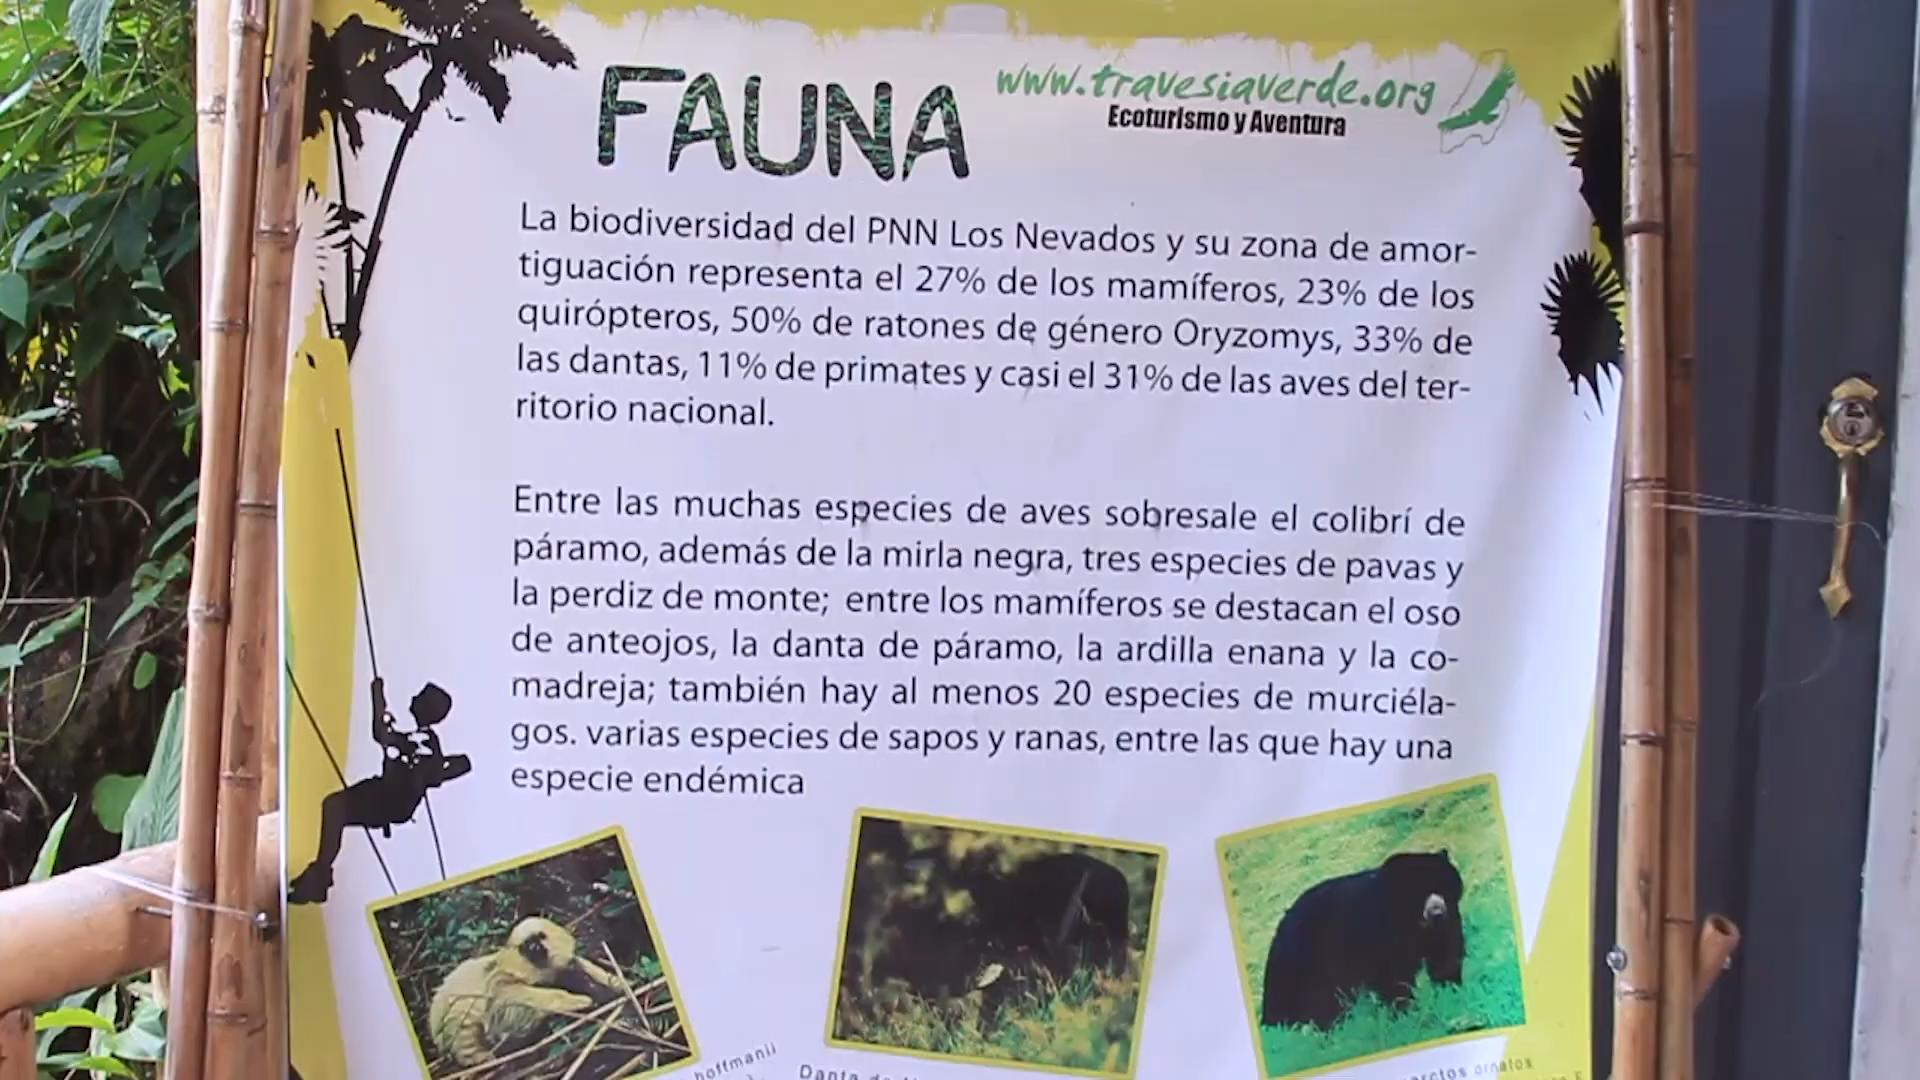 FAUNA
www.travesiaverde.org
Ecoturismo y Aventura
La biodiversidad del PNN Los Nevados y su zona de amor-
tiguación representa el 27% de los mamíferos, 23% de los
quirópteros, 50% de ratones de género Oryzomys, 33% de
las dantas, 11% de primates y casi el 31% de las aves del ter-
ritorio nacional.
Entre las muchas especies de aves sobresale el colibrí de
páramo, además de la mirla negra, tres especies de pavas y
la perdiz de monte; entre los mamíferos se destacan el oso
de anteojos, la danta de páramo, la ardilla enana y la co-
madreja; también hay al menos 20 especies de murciéla-
gos. varias especies de sapos y ranas, entre las que hay una
especie endémica
hoffmanii
Danta de